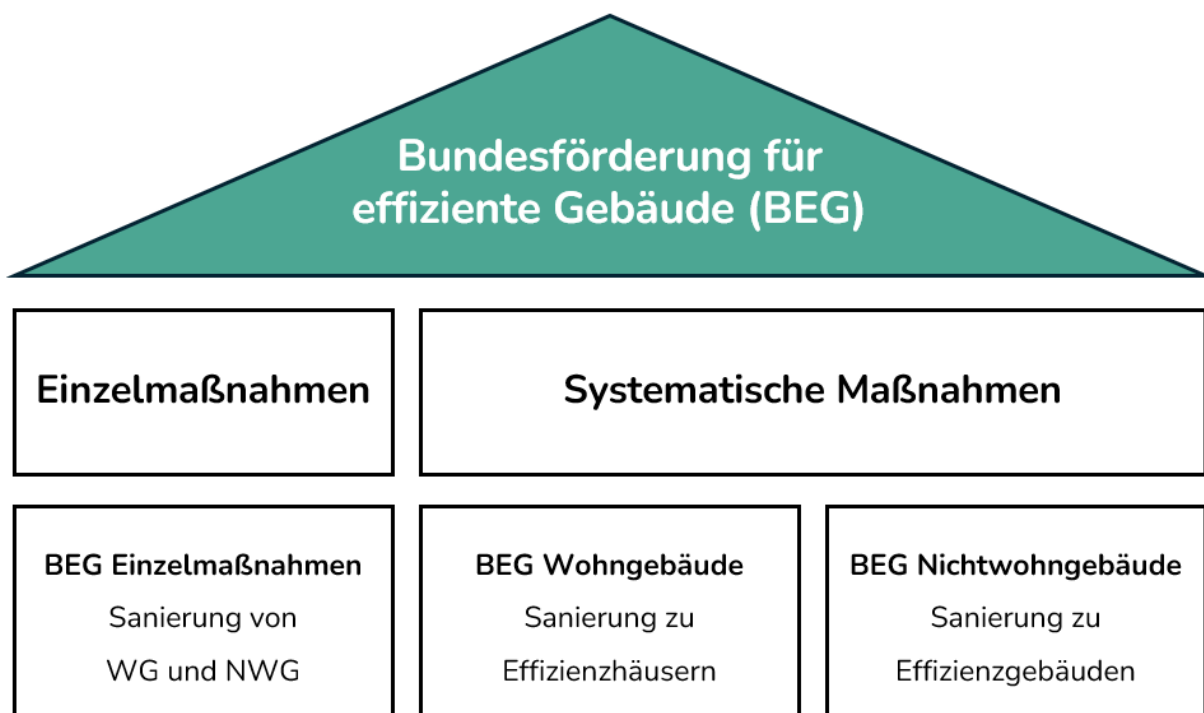 Bundesförderung für
effiziente Gebäude (BEG)
Einzelmaßnahmen
Systematische Maßnahmen
BEG Einzelmaßnahmen
Sanierung von
WG und NWG
BEG Wohngebäude
Sanierung zu
Effizienzhäusern
BEG Nichtwohngebäude
Sanierung zu
Effizienzgebäuden